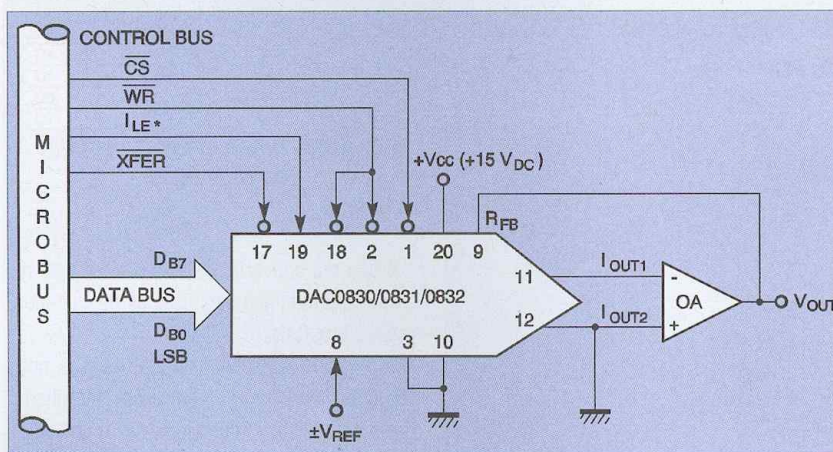 CONTROL BUS
CS
WR
ILE*
XFER
MICROBUS
+VCC (+15 VDC)
RFB
17 19 18 2 1 20 9
DB7
DATA BUS
DB0
LSB
DAC0830/0831/0832
11
12
IOUT1
IOUT2
-
+
OA
VOUT
8 3 10
±VREF